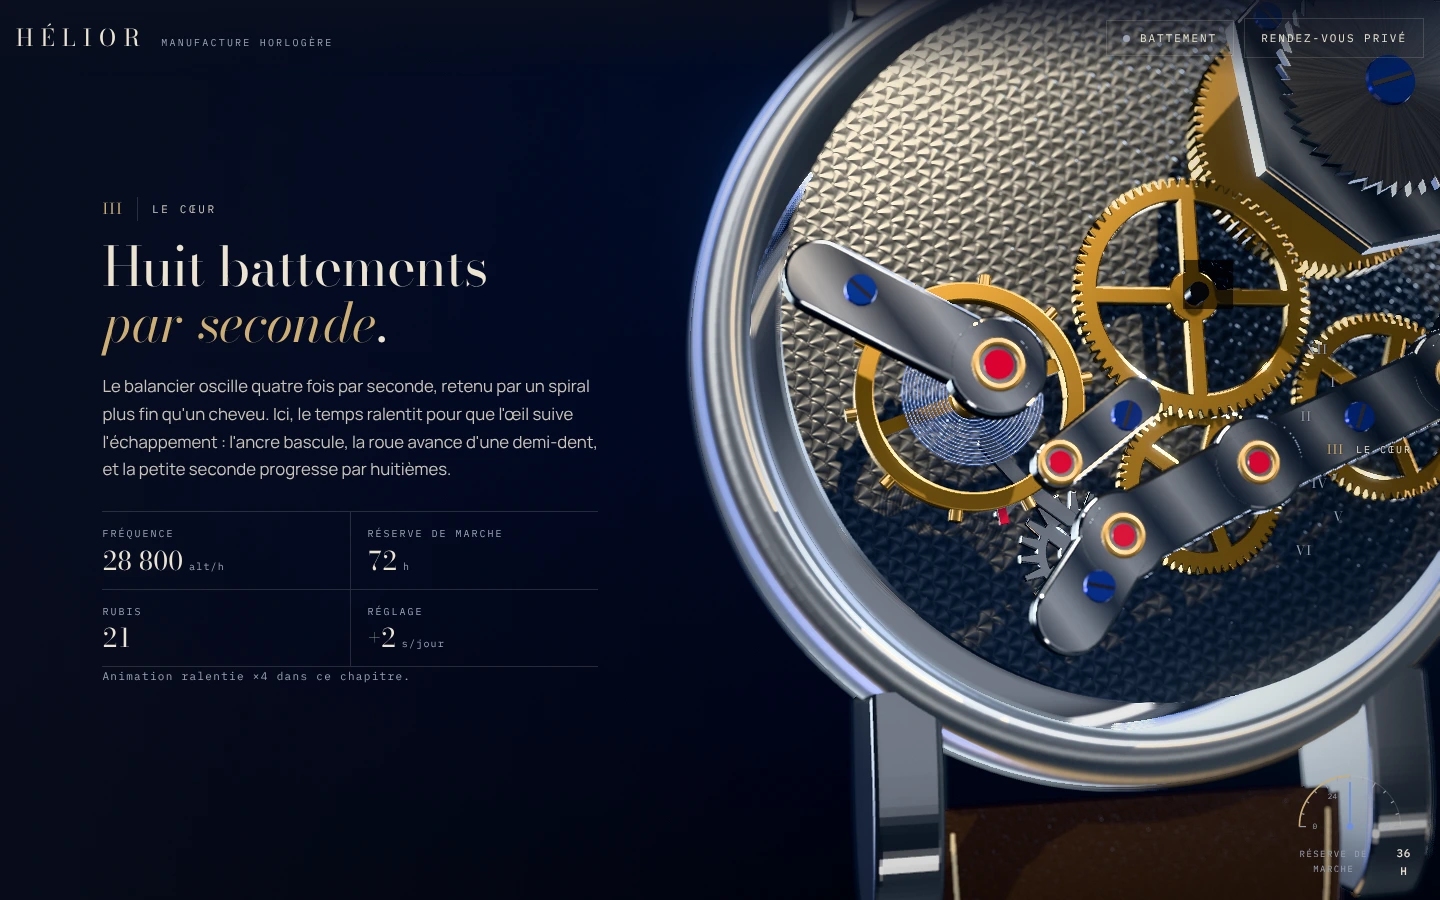 HÉLIOR MANUFACTURE HORLOGÈRE
BATTEMENT
RENDEZ-VOUS PRIVÉ
III LE CŒUR
Huit battements
par seconde.
Le balancier oscille quatre fois par seconde, retenu par un spiral
plus fin qu'un cheveu. Ici, le temps ralentit pour que l'œil suive
l'échappement : l'ancre bascule, la roue avance d'une demi-dent,
et la petite seconde progresse par huitièmes.
FRÉQUENCE
28 800 alt/h
RÉSERVE DE MARCHE
72 h
RUBIS
21
RÉGLAGE
+2 s/jour
Animation ralentie ×4 dans ce chapitre.
I
II
III LE CŒUR
IV
V
VI
24
0
RÉSERVE DE
MARCHE
36
H